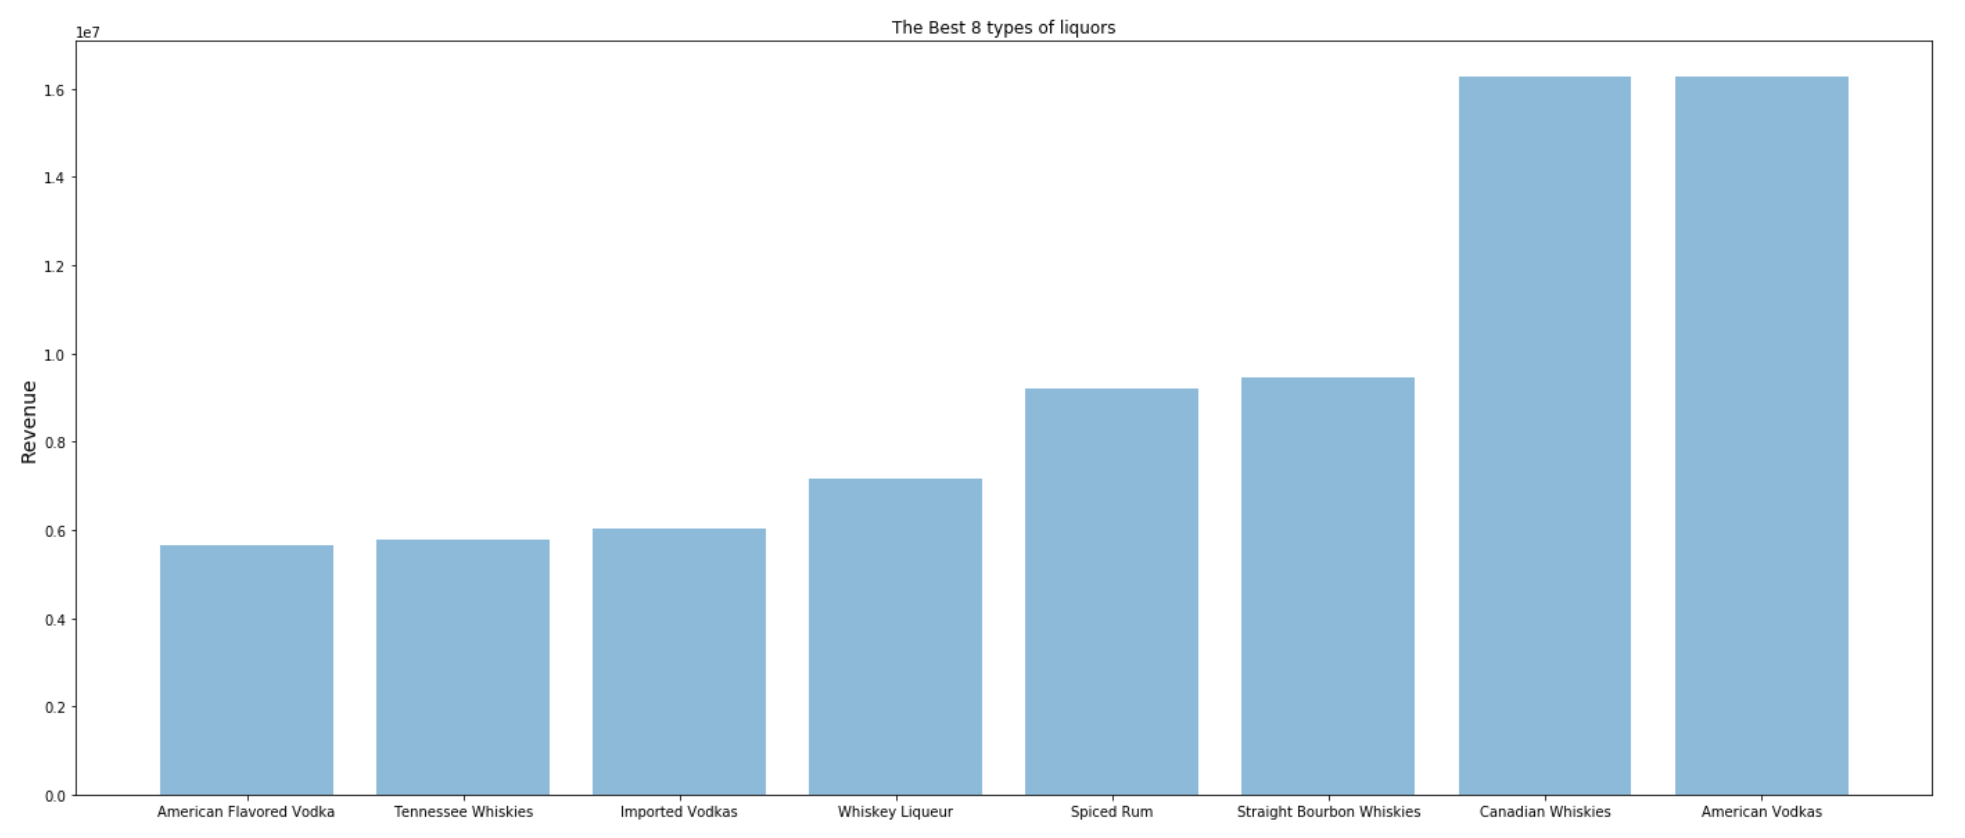 The Best 8 types of liquors
1e7
1.6
1.4
1.2
1.0
0.8
0.6
0.4
0.2
0.0
Revenue
American Flavored Vodka
Tennessee Whiskies
Imported Vodkas
Whiskey Liqueur
Spiced Rum
Straight Bourbon Whiskies
Canadian Whiskies
American Vodkas